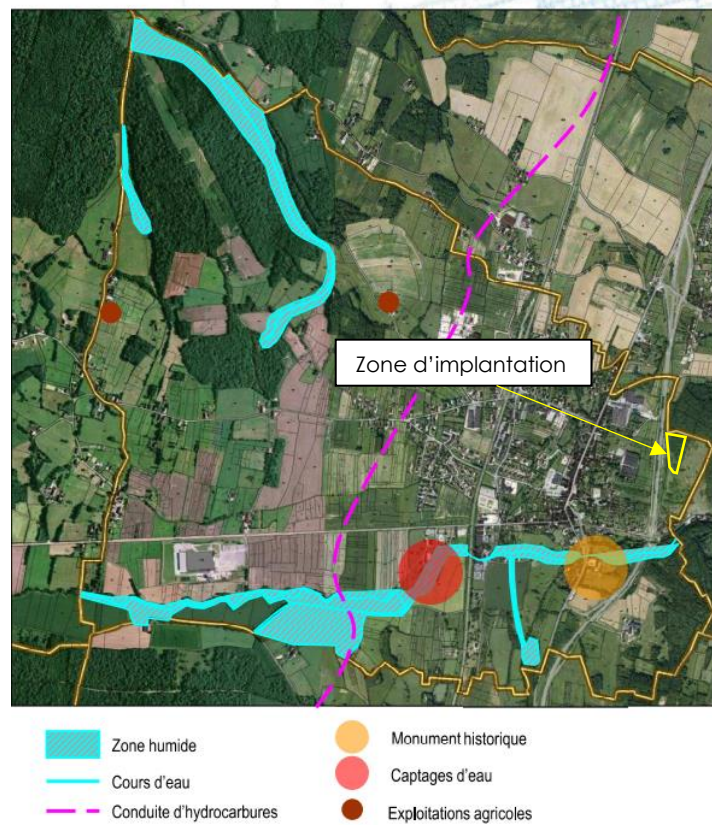 Zone d'implantation
Zone humide
Cours d'eau
Conduite d'hydrocarbures
Monument historique
Captages d'eau
Exploitations agricoles